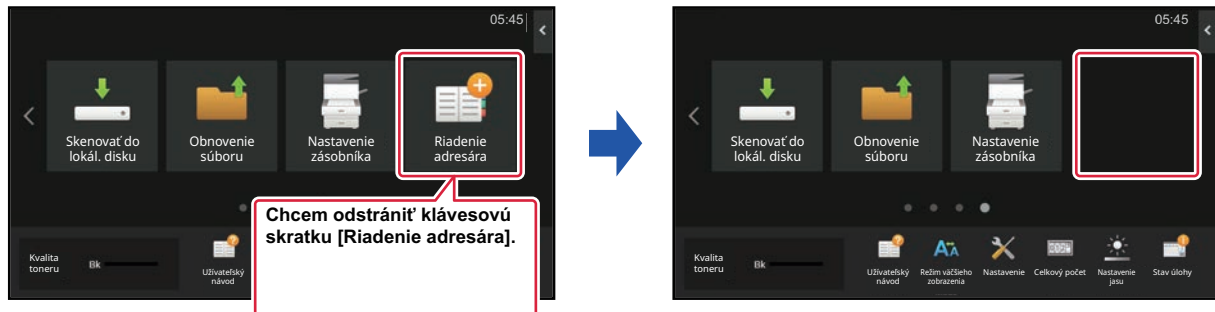 05:45
Skenovať do
lokál. disku
Obnovenie
súboru
Nastavenie
zásobníka
Riadenie
adresára
Chcem odstrániť klávesovú
skratku [Riadenie adresára].
Kvalita
toneru
Bk
Užívateľský
návod
05:45
Skenovať do
lokál. disku
Obnovenie
súboru
Nastavenie
zásobníka
Kvalita
toneru
Bk
Užívateľský
návod
Režim väčšieho
zobrazenia
Nastavenie
Celkový počet
Nastavenie
jasu
Stav úlohy